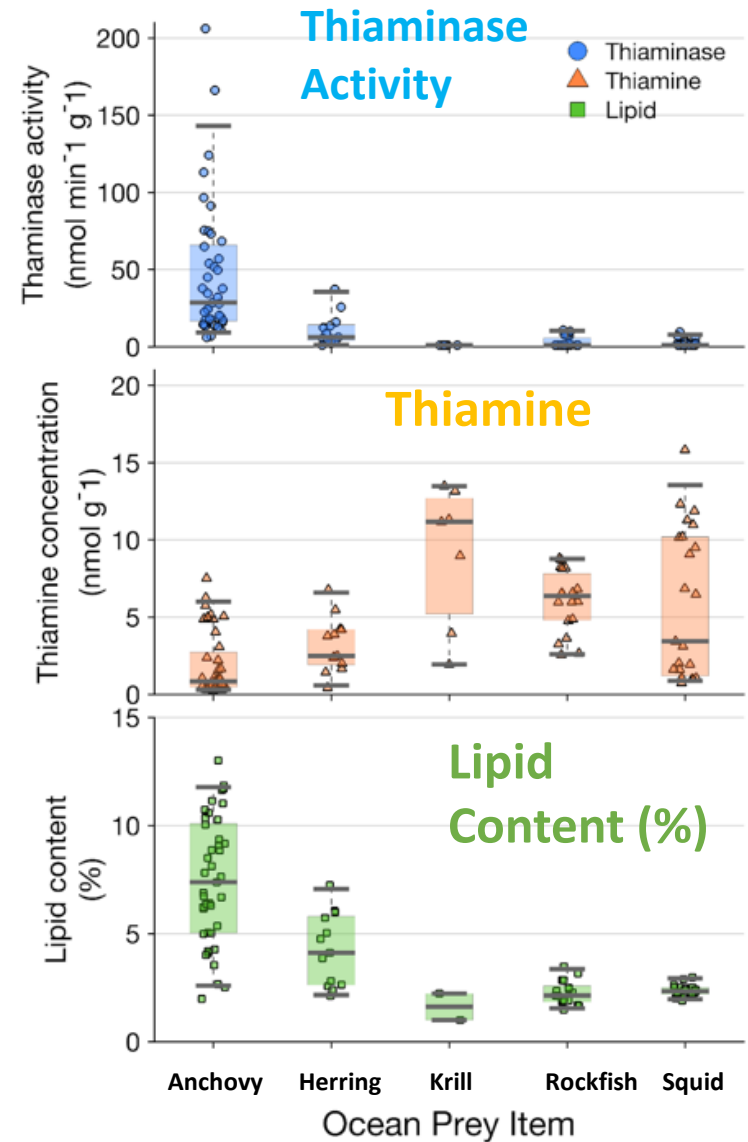 Thiaminase
Activity
Thiaminase
Thiamine
Lipid
Thaminase activity
(nmol min⁻1 g⁻1)
200
150
100
50
0
Thiamine
Thiamine concentration
(nmol g⁻1)
20
15
10
5
0
Lipid
Content (%)
Lipid content
(%)
15
10
5
0
Anchovy Herring Krill Rockfish Squid
Ocean Prey Item